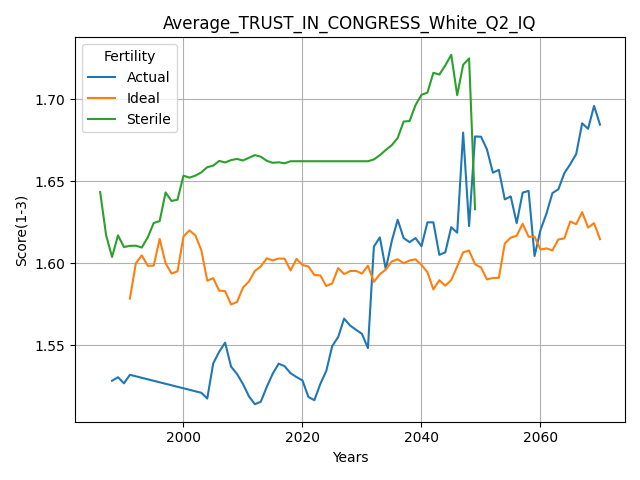 Average_TRUST_IN_CONGRESS_White_Q2_IQ
Fertility
Actual
Ideal
Sterile
Score(1-3)
1.70
1.65
1.60
1.55
2000
2020
2040
2060
Years